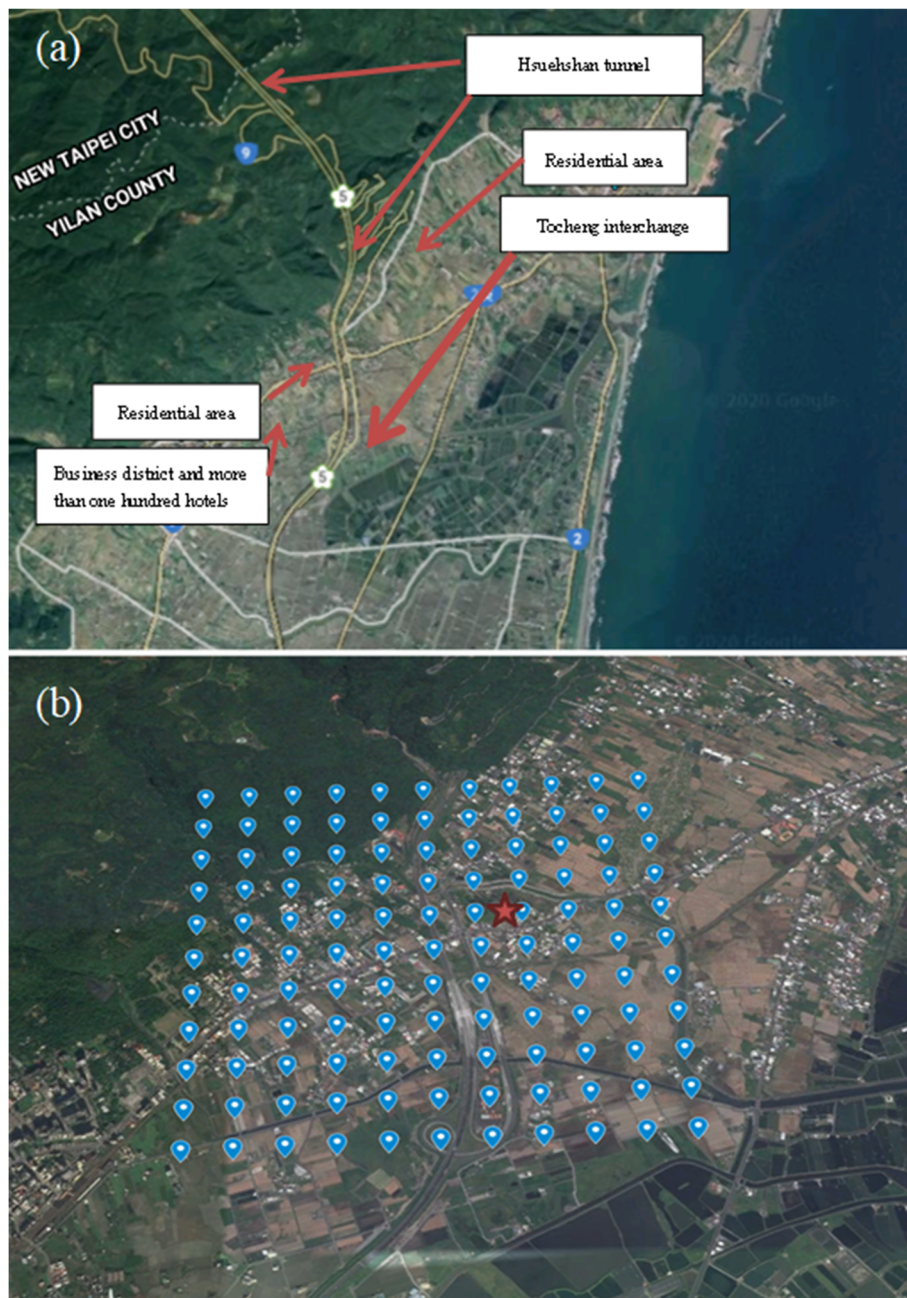 (a)
Hsuehshan tunnel
NEW TAIPEI CITY
9
Residential area
YILAN COUNTY
5
Tocheng interchange
Residential area
Business district and more
than one hundred hotels
5
2
© 2020 Google
© 2020 Google
(b)